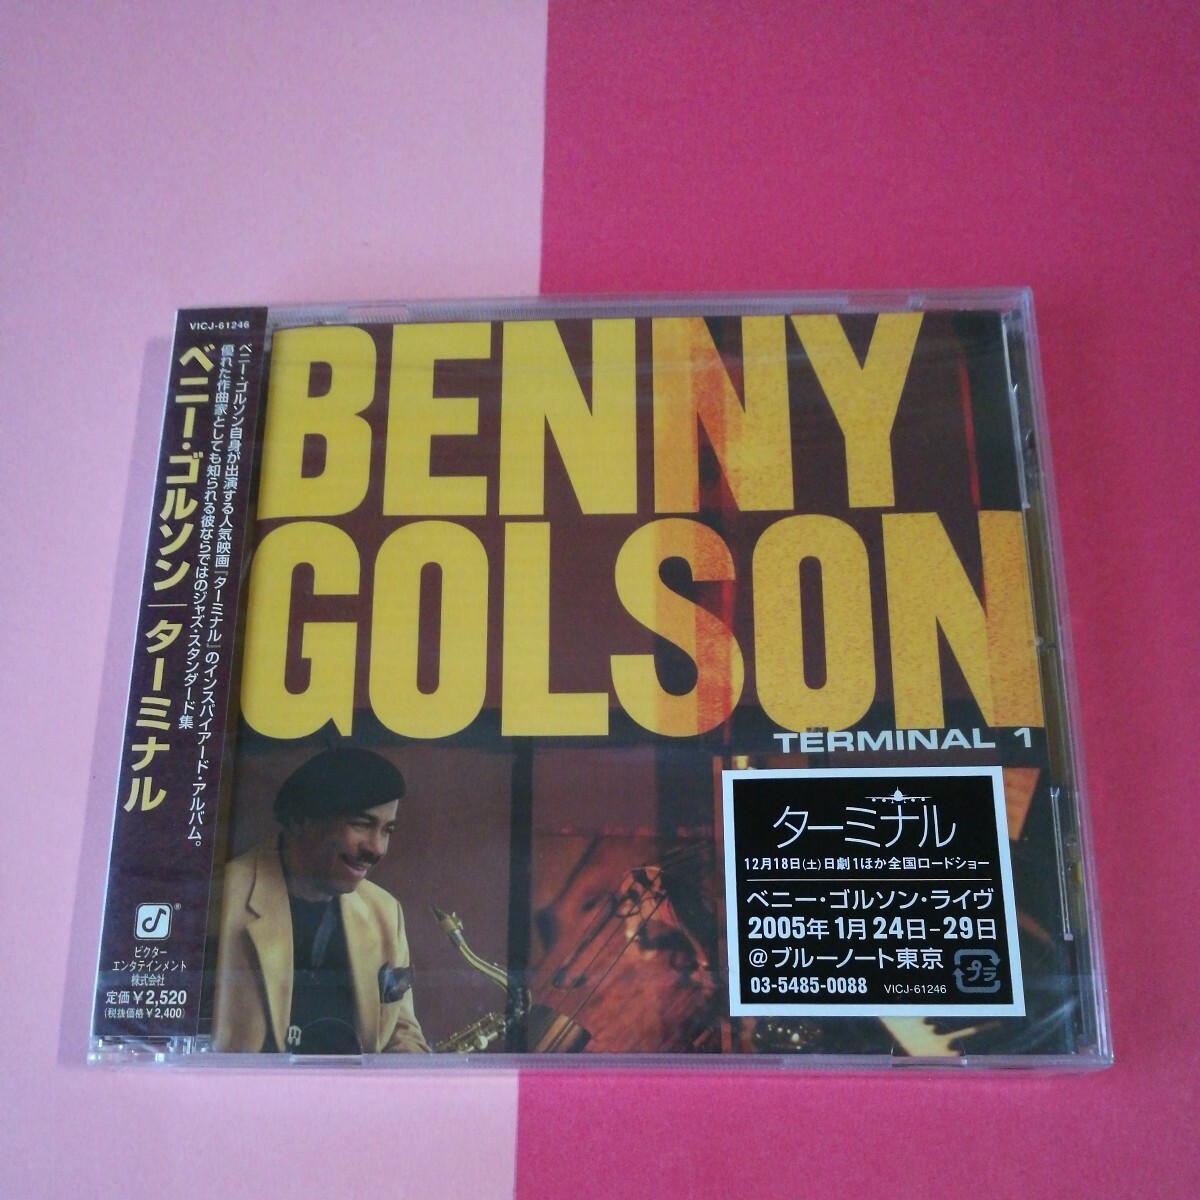 VICJ-61246
ベニー・ゴルソン自身が出演する人気映画『ターミナル』のインスパイアード・アルバム。
優れた作曲家としても知られる彼ならではのジャズ・スタンダード集
ベニー・ゴルソン|ターミナル
®
ビクター
エンタテインメント
株式会社
定価￥2,520
(税抜価格￥2,400)
BENNY
GOLSON
TERMINAL 1
ターミナル
12月18日(土)日劇1ほか全国ロードショー
ベニー・ゴルソン・ライヴ
2005年1月24日-29日
@ブルーノート東京
03-5485-0088
VICJ-61246
プラ